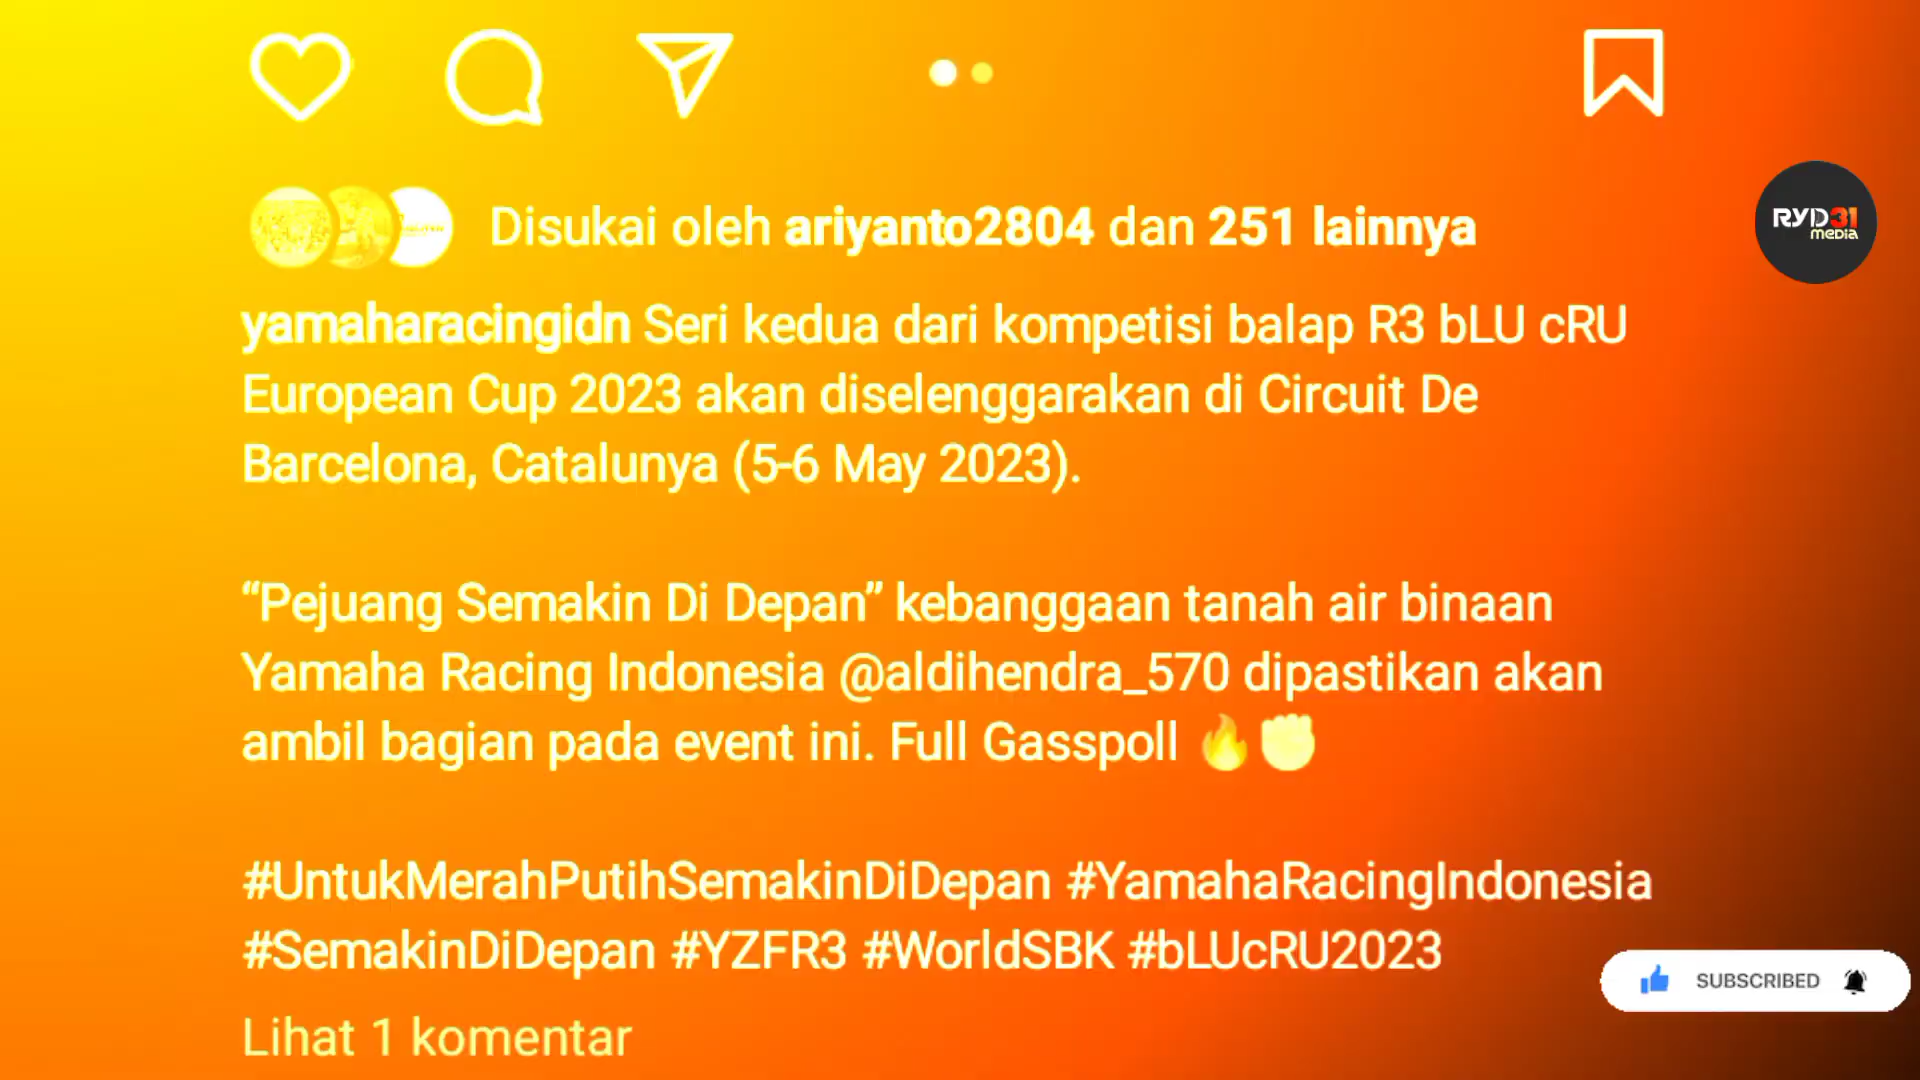 Disukai oleh ariyanto2804 dan 251 lainnya
RYD31
media
yamaharacingidn Seri kedua dari kompetisi balap R3 bLU cRU
European Cup 2023 akan diselenggarakan di Circuit De
Barcelona, Catalunya (5-6 May 2023).
“Pejuang Semakin Di Depan” kebanggaan tanah air binaan
Yamaha Racing Indonesia @aldihendra_570 dipastikan akan
ambil bagian pada event ini. Full Gasspoll 🔥✊
#UntukMerahPutihSemakinDiDepan #YamahaRacingIndonesia
#SemakinDiDepan #YZFR3 #WorldSBK #bLUcRU2023
SUBSCRIBED
Lihat 1 komentar